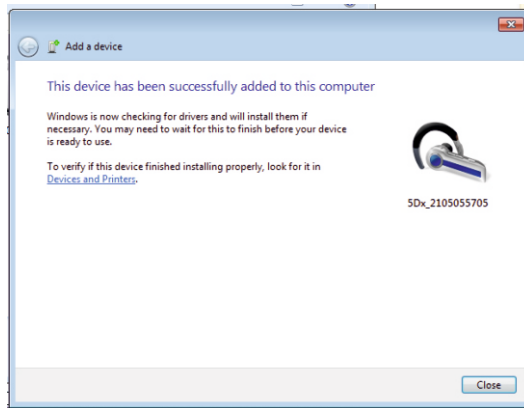 Add a device
This device has been successfully added to this computer
Windows is now checking for drivers and will install them if
necessary. You may need to wait for this to finish before your device
is ready to use.
To verify if this device finished installing properly, look for it in
Devices and Printers.
5Dx_2105055705
Close